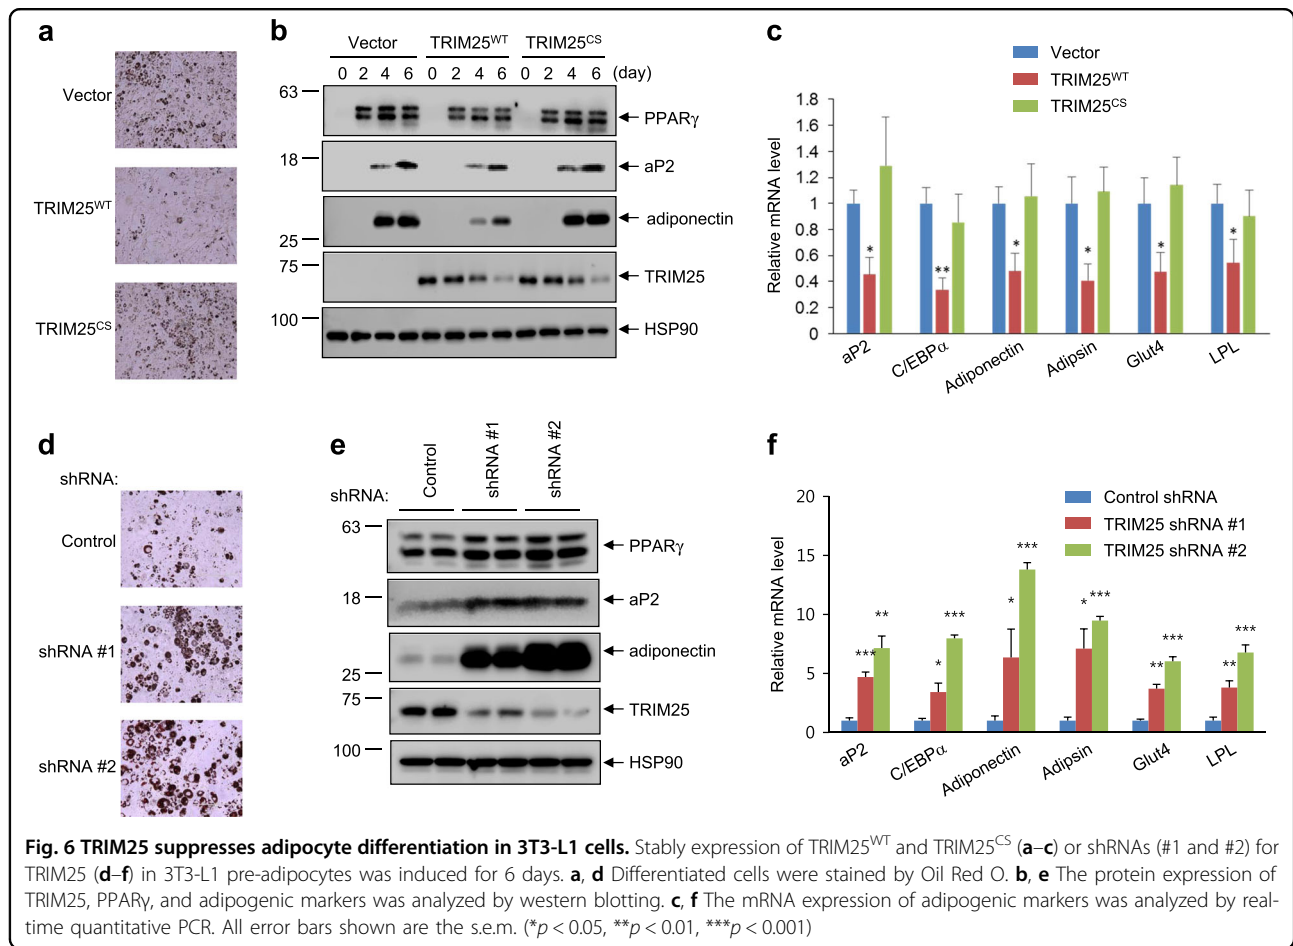 a
Vector
TRIM25WT
TRIM25CS
b
Vector TRIM25WT TRIM25CS
0 2 4 6 0 2 4 6 0 2 4 6 (day)
63
PPARγ
18
aP2
adiponectin
25
75
TRIM25
100
HSP90
c
Vector
TRIM25WT
TRIM25CS
Relative mRNA level
2
1.8
1.6
1.4
1.2
1
0.8
0.6
0.4
0.2
0
* ** * * * *
aP2 C/EBPα Adiponectin Adipsin Glut4 LPL
d
shRNA:
Control
shRNA #1
shRNA #2
e
shRNA: Control shRNA #1 shRNA #2
63
PPARγ
18
aP2
adiponectin
25
75
TRIM25
100
HSP90
f
Control shRNA
TRIM25 shRNA #1
TRIM25 shRNA #2
Relative mRNA level
20
15
10
5
0
*** ** * *** * *** * *** ** *** ** ***
aP2 C/EBPα Adiponectin Adipsin Glut4 LPL
Fig. 6 TRIM25 suppresses adipocyte differentiation in 3T3-L1 cells. Stably expression of TRIM25WT and TRIM25CS (a–c) or shRNAs (#1 and #2) for
TRIM25 (d–f) in 3T3-L1 pre-adipocytes was induced for 6 days. a, d Differentiated cells were stained by Oil Red O. b, e The protein expression of
TRIM25, PPARγ, and adipogenic markers was analyzed by western blotting. c, f The mRNA expression of adipogenic markers was analyzed by real-
time quantitative PCR. All error bars shown are the s.e.m. (*p < 0.05, **p < 0.01, ***p < 0.001)